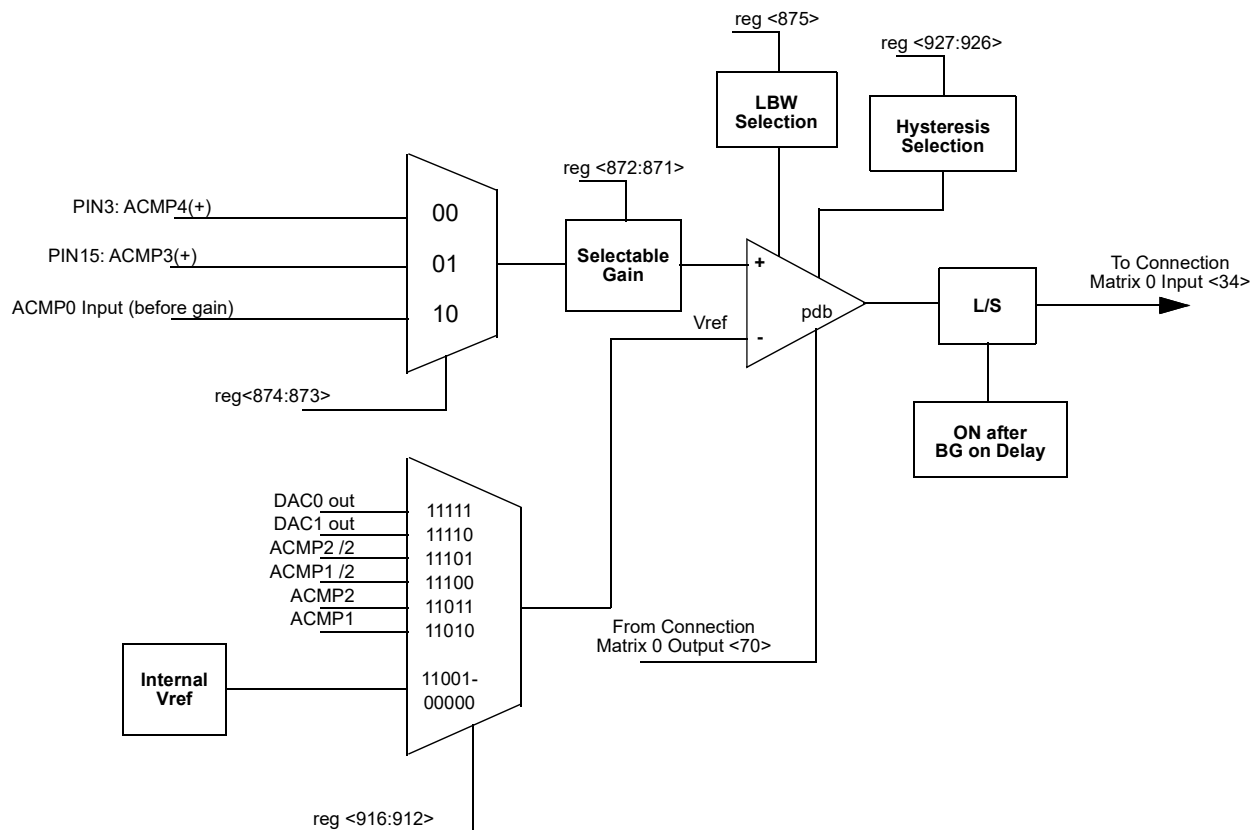 reg <875>
reg <927:926>
LBW
Selection
Hysteresis
Selection
reg <872:871>
PIN3: ACMP4(+)
00
PIN15: ACMP3(+)
01
Selectable
Gain
+
To Connection
Matrix 0 Input <34>
ACMP0 Input (before gain)
10
L/S
pdb
Vref
-
reg<874:873>
ON after
BG on Delay
DAC0 out
11111
DAC1 out
11110
ACMP2 /2
11101
ACMP1 /2
11100
ACMP2
11011
ACMP1
11010
From Connection
Matrix 0 Output <70>
Internal
Vref
11001-
00000
reg <916:912>